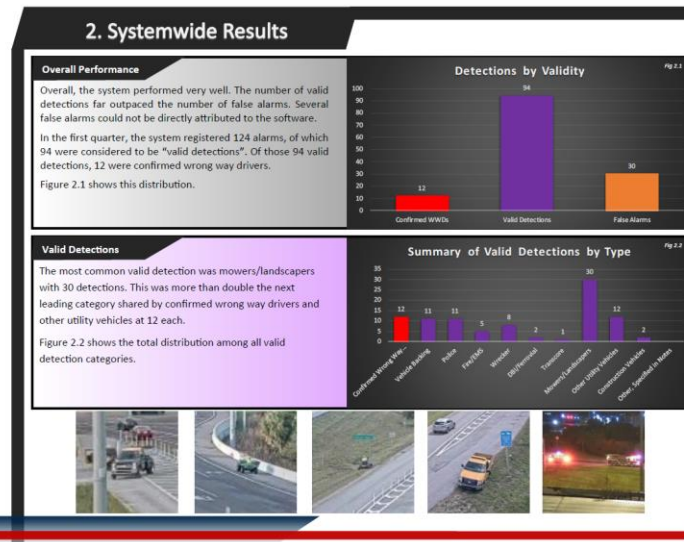 2. Systemwide Results
Overall Performance
Overall, the system performed very well. The number of valid
detections far outpaced the number of false alarms. Several
false alarms could not be directly attributed to the software.
In the first quarter, the system registered 124 alarms, of which
94 were considered to be "valid detections". Of those 94 valid
detections, 12 were confirmed wrong way drivers.
Figure 2.1 shows this distribution.
Detections by Validity
Fig 2.1
100
90
80
70
60
50
40
30
20
10
0
12
94
30
Confirmed WWDs
Valid Detections
False Alarms
Valid Detections
The most common valid detection was mowers/landscapers
with 30 detections. This was more than double the next
leading category shared by confirmed wrong way drivers and
other utility vehicles at 12 each.
Figure 2.2 shows the total distribution among all valid
detection categories.
Summary of Valid Detections by Type
Fig 2.2
35
30
25
20
15
10
5
0
12
11
11
5
8
2
1
30
12
2
Confirmed Wrong Way...
Vehicle Backing
Police
Fire/EMS
Wrecker
DBI/Ferrovial
Transcore
Mowers/Landscapers
Other Utility Vehicles
Construction Vehicles
Other, Specified in Notes